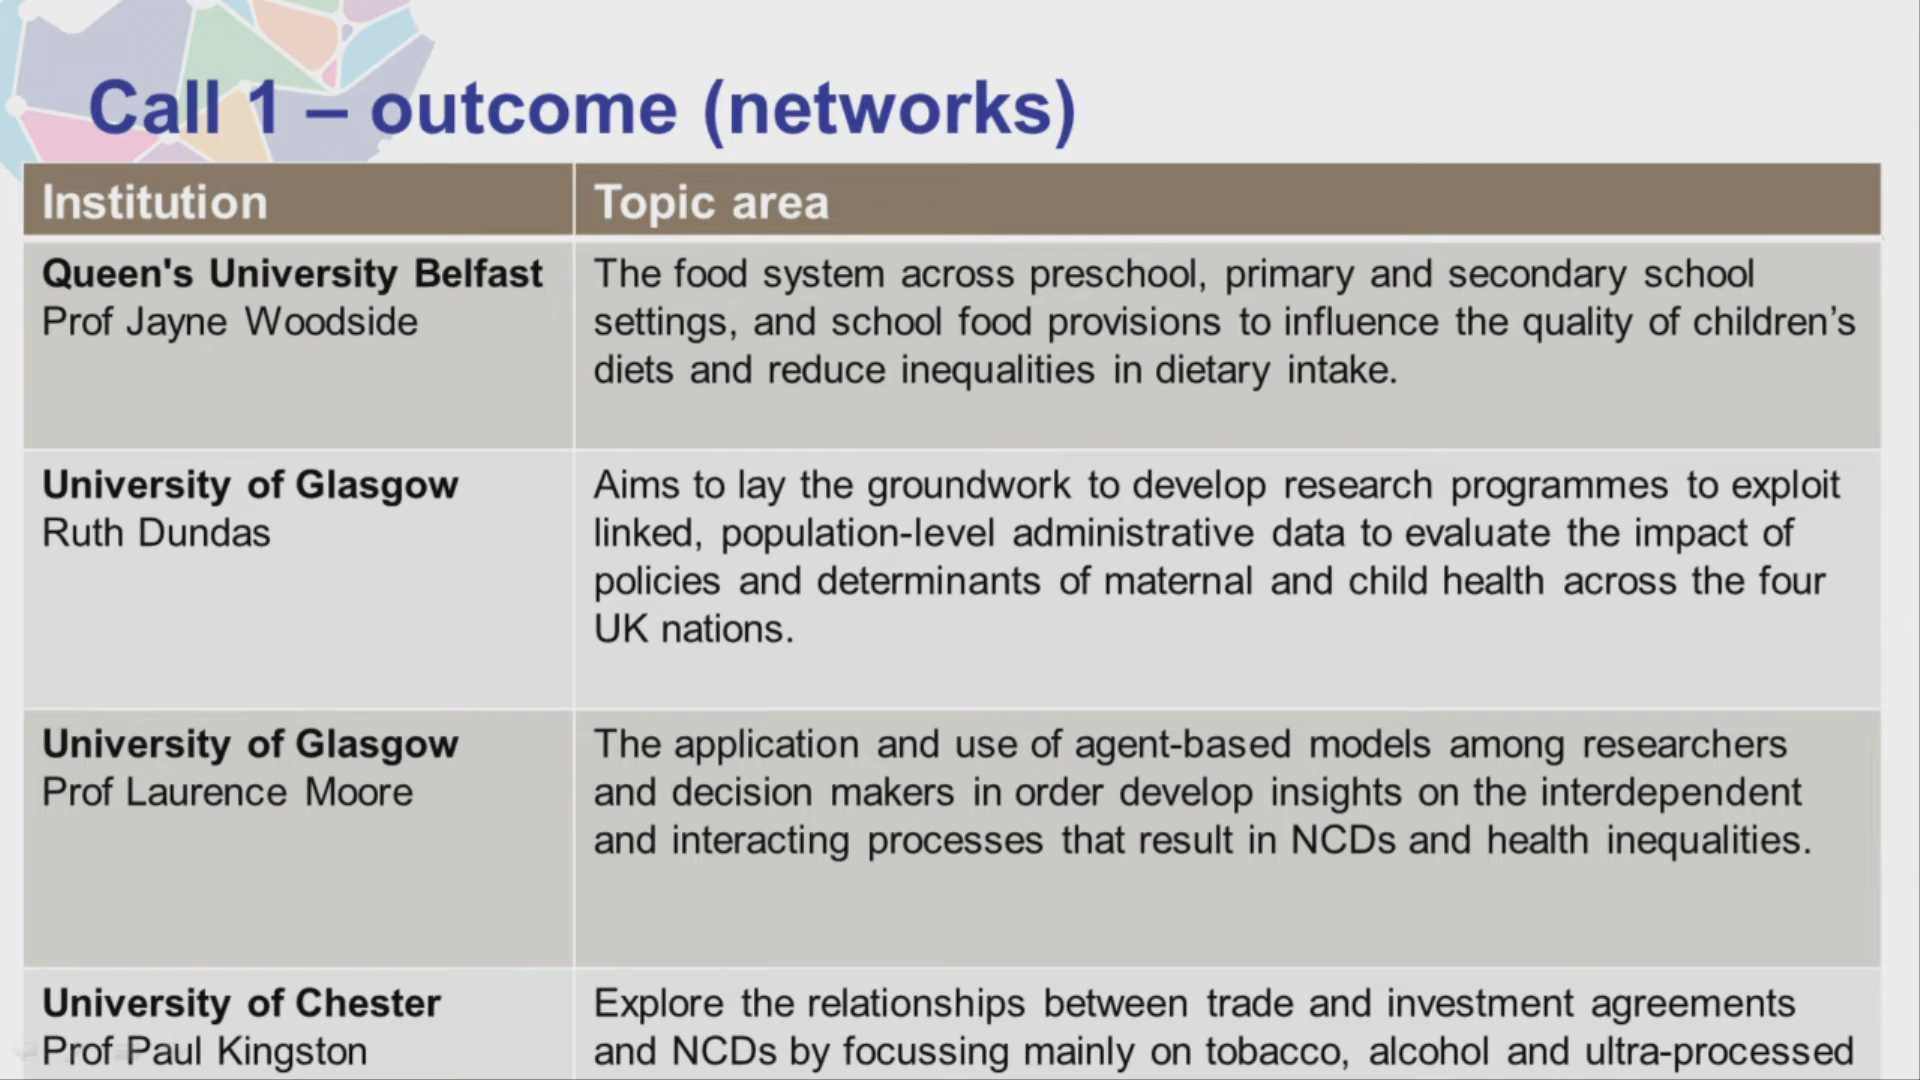 Call 1 – outcome (networks)
Institution
Topic area
Queen's University Belfast
Prof Jayne Woodside
The food system across preschool, primary and secondary school
settings, and school food provisions to influence the quality of children’s
diets and reduce inequalities in dietary intake.
University of Glasgow
Ruth Dundas
Aims to lay the groundwork to develop research programmes to exploit
linked, population-level administrative data to evaluate the impact of
policies and determinants of maternal and child health across the four
UK nations.
University of Glasgow
Prof Laurence Moore
The application and use of agent-based models among researchers
and decision makers in order develop insights on the interdependent
and interacting processes that result in NCDs and health inequalities.
University of Chester
Prof Paul Kingston
Explore the relationships between trade and investment agreements
and NCDs by focussing mainly on tobacco, alcohol and ultra-processed